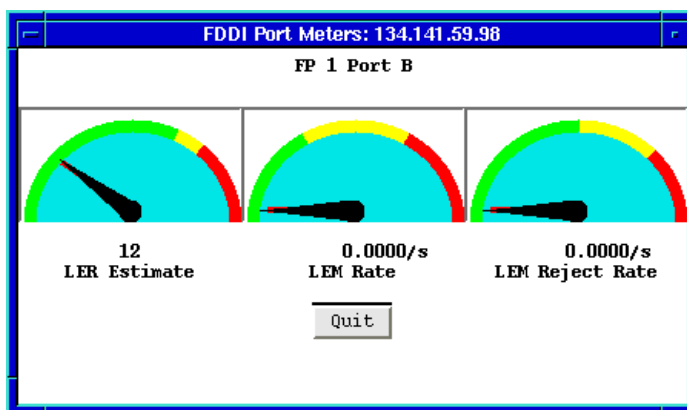 FDDI Port Meters: 134.141.59.98
FP 1 Port B
12 0.0000/s 0.0000/s
LER Estimate LEM Rate LEM Reject Rate
Quit